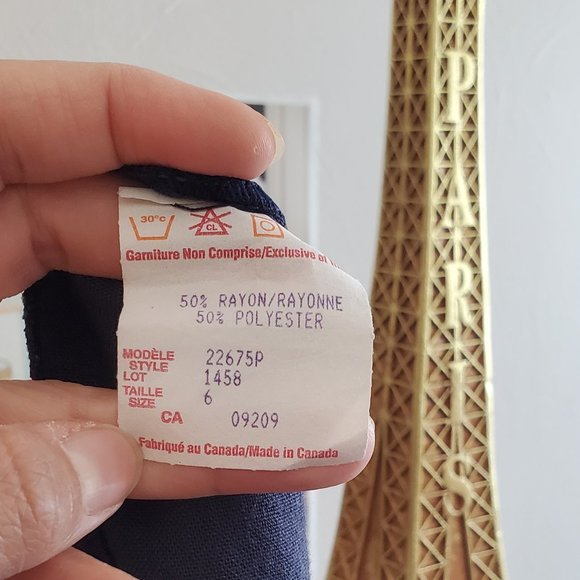 30°C
CL
Garniture Non Comprise/Exclusive of
50% RAYON/RAYONNE
50% POLYESTER
MODÈLE
STYLE 22675P
LOT 1458
TAILLE
SIZE 6
CA 09209
Fabriqué au Canada/Made in Canada
PARIS